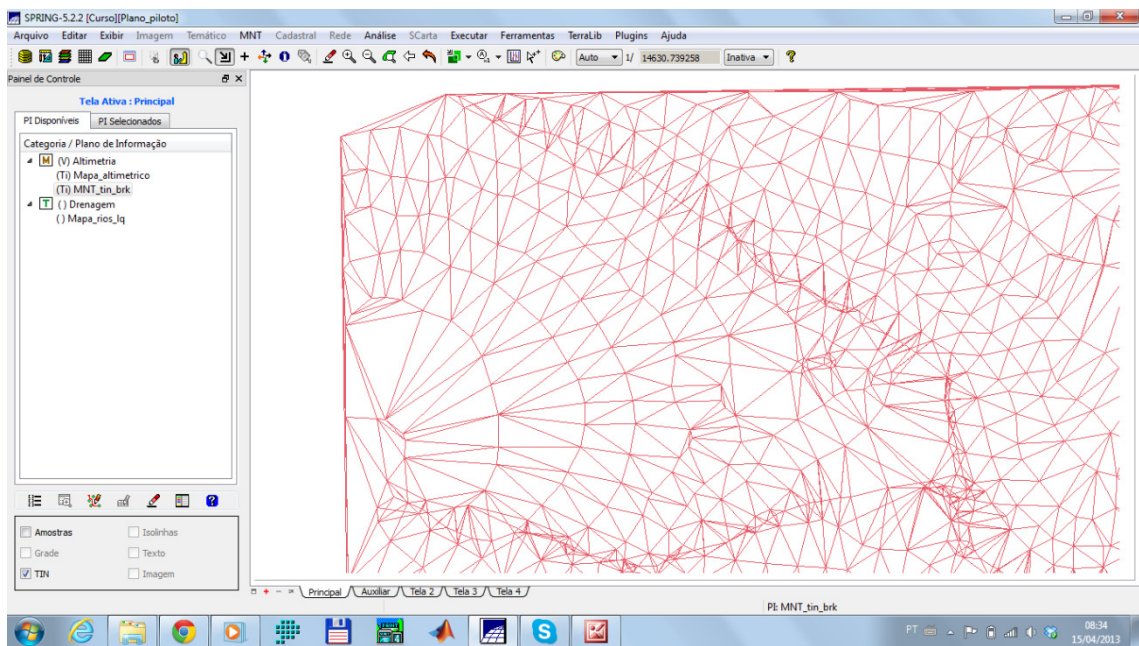 SPRING-5.2.2 [Curso][Plano_piloto]
Arquivo Editar Exibir Imagem Temático MNT Cadastral Rede Análise SCarta Executar Ferramentas TerraLib Plugins Ajuda
Auto 1/ 14630.739258 Inativa
Painel de Controle
Tela Ativa : Principal
PI Disponíveis PI Selecionados
Categoria / Plano de Informação
M (V) Altimetria
(Ti) Mapa_altimetrico
(Ti) MNT_tin_brk
T () Drenagem
() Mapa_rios_lq
Amostras Isolinhas
Grade Texto
TIN Imagem
Principal Auxiliar Tela 2 Tela 3 Tela 4
PI: MNT_tin_brk
PT 08:34
15/04/2013